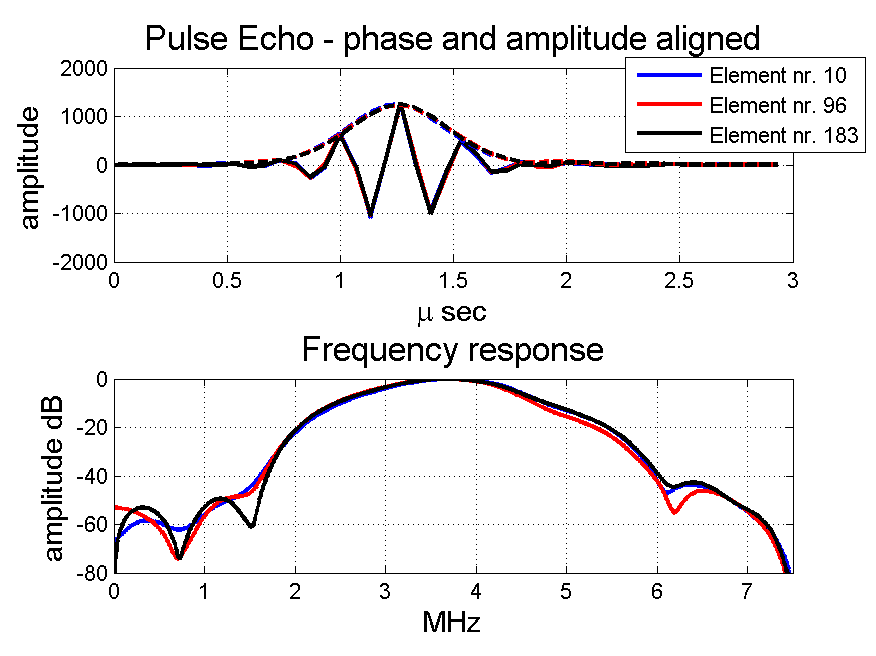 Pulse Echo - phase and amplitude aligned
Element nr. 10
Element nr. 96
Element nr. 183
amplitude
2000
1000
0
-1000
-2000
0 0.5 1 1.5 2 2.5 3
μ sec
Frequency response
amplitude dB
0
-20
-40
-60
-80
0 1 2 3 4 5 6 7
MHz